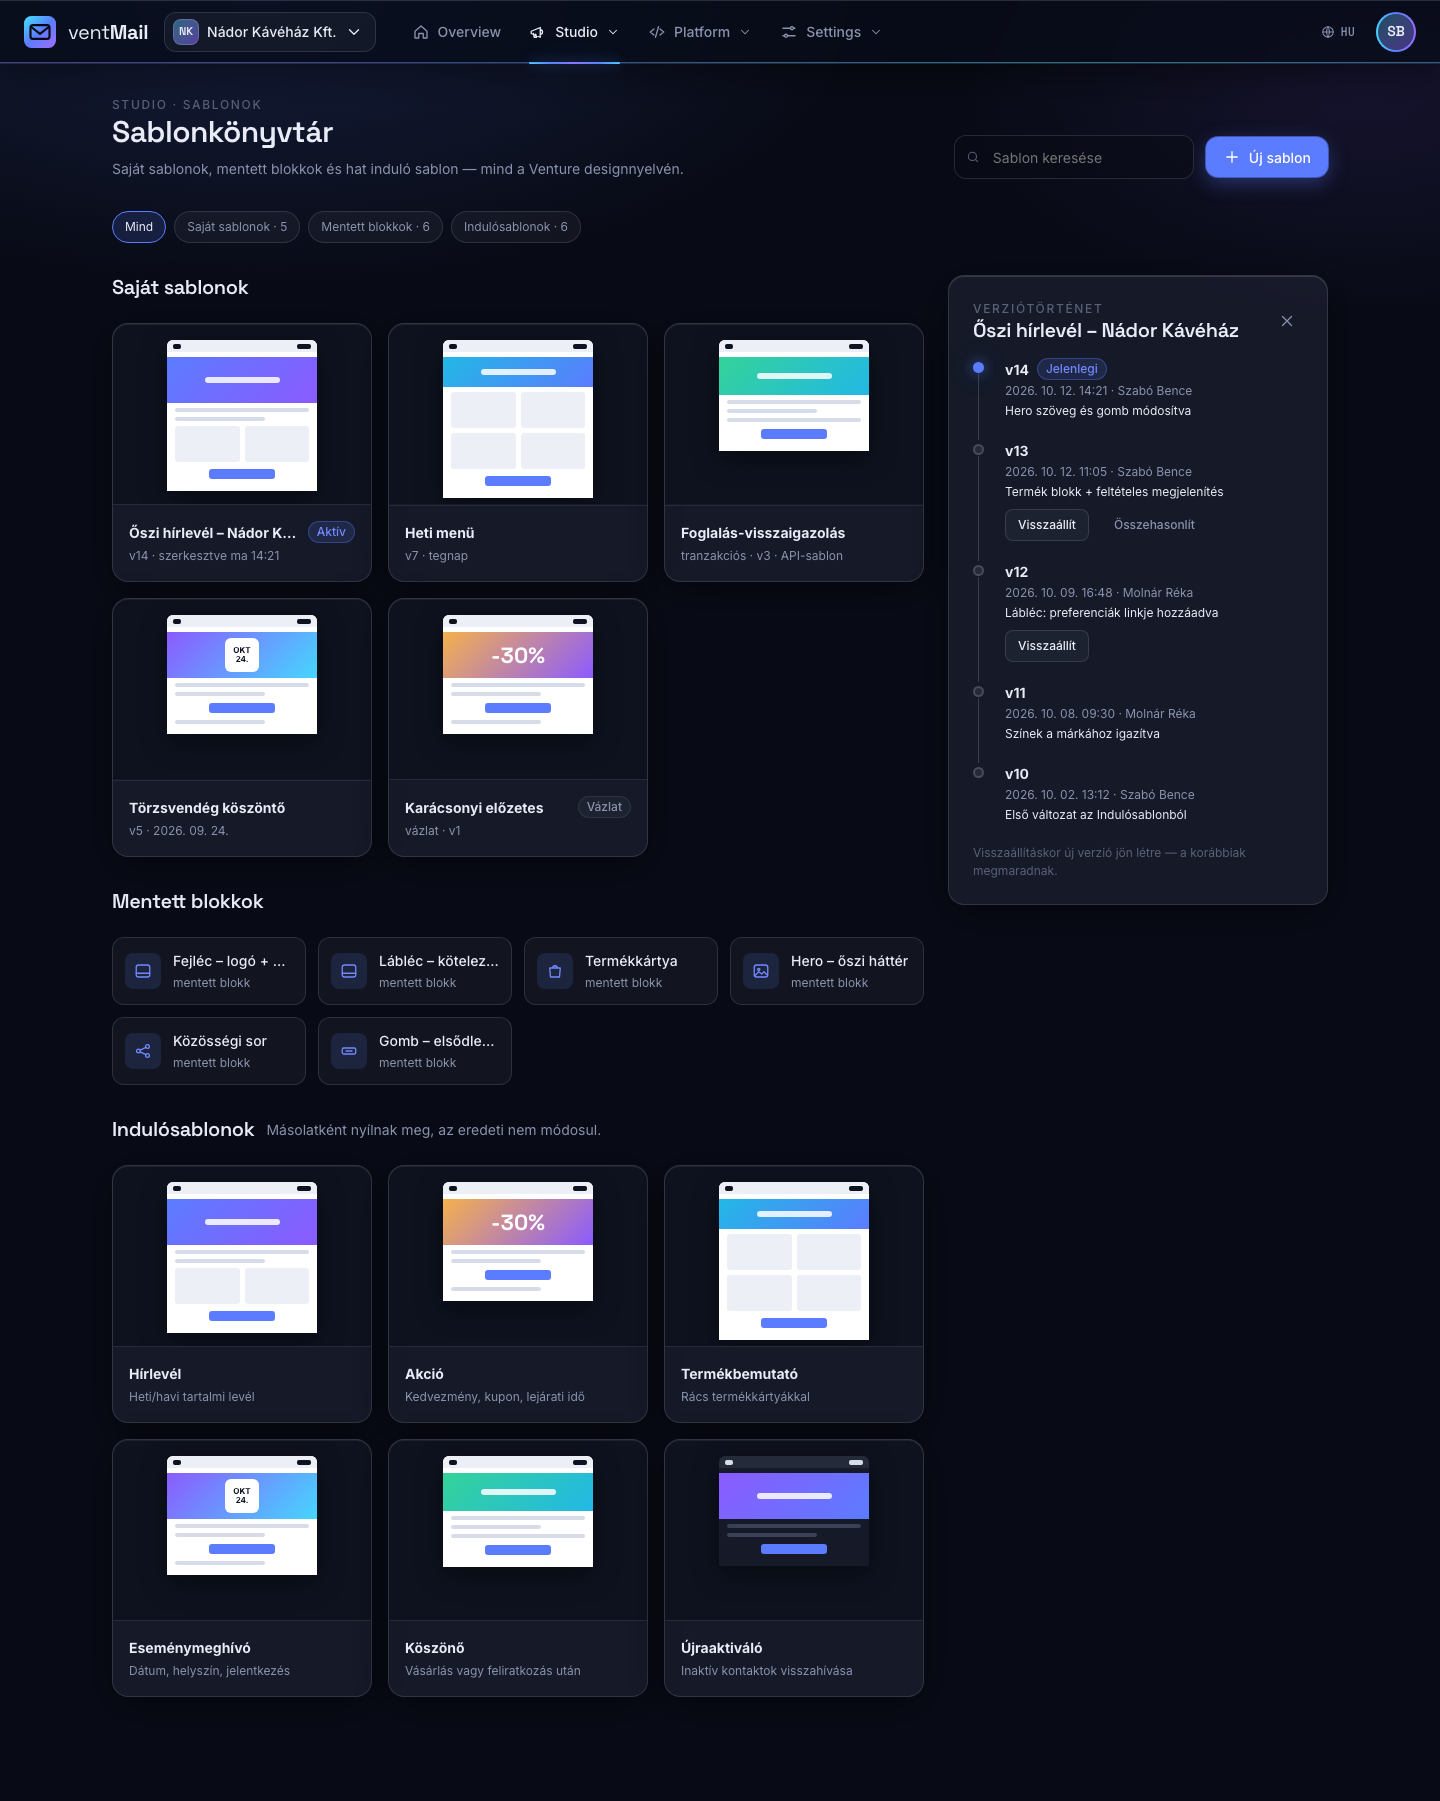 ventMail
NK Nádor Kávéház Kft.
Overview
Studio
Platform
Settings
HU
SB
STUDIO · SABLONOK
Sablonkönyvtár
Saját sablonok, mentett blokkok és hat induló sablon — mind a Venture designnyelvén.
Sablon keresése
Új sablon
Mind
Saját sablonok · 5
Mentett blokkok · 6
Indulósablonok · 6
Saját sablonok
Őszi hírlevél – Nádor K...
Aktív
v14 · szerkesztve ma 14:21
Heti menü
v7 · tegnap
Foglalás-visszaigazolás
tranzakciós · v3 · API-sablon
OKT
24.
Törzsvendég köszöntő
v5 · 2026. 09. 24.
-30%
Karácsonyi előzetes
Vázlat
vázlat · v1
VERZIÓTÖRTÉNET
Őszi hírlevél – Nádor Kávéház
v14
Jelenlegi
2026. 10. 12. 14:21 · Szabó Bence
Hero szöveg és gomb módosítva
v13
2026. 10. 12. 11:05 · Szabó Bence
Termék blokk + feltételes megjelenítés
Visszaállít
Összehasonlít
v12
2026. 10. 09. 16:48 · Molnár Réka
Lábléc: preferenciák linkje hozzáadva
Visszaállít
v11
2026. 10. 08. 09:30 · Molnár Réka
Színek a márkához igazítva
v10
2026. 10. 02. 13:12 · Szabó Bence
Első változat az Indulósablonból
Visszaállításkor új verzió jön létre — a korábbiak
megmaradnak.
Mentett blokkok
Fejléc – logó + ...
mentett blokk
Lábléc – kötelez...
mentett blokk
Termékkártya
mentett blokk
Hero – őszi háttér
mentett blokk
Közösségi sor
mentett blokk
Gomb – elsődle...
mentett blokk
Indulósablonok
Másolatként nyílnak meg, az eredeti nem módosul.
Hírlevél
Heti/havi tartalmi levél
-30%
Akció
Kedvezmény, kupon, lejárati idő
Termékbemutató
Rács termékkártyákkal
OKT
24.
Eseménymeghívó
Dátum, helyszín, jelentkezés
Köszönő
Vásárlás vagy feliratkozás után
Újraaktiváló
Inaktív kontaktok visszahívása